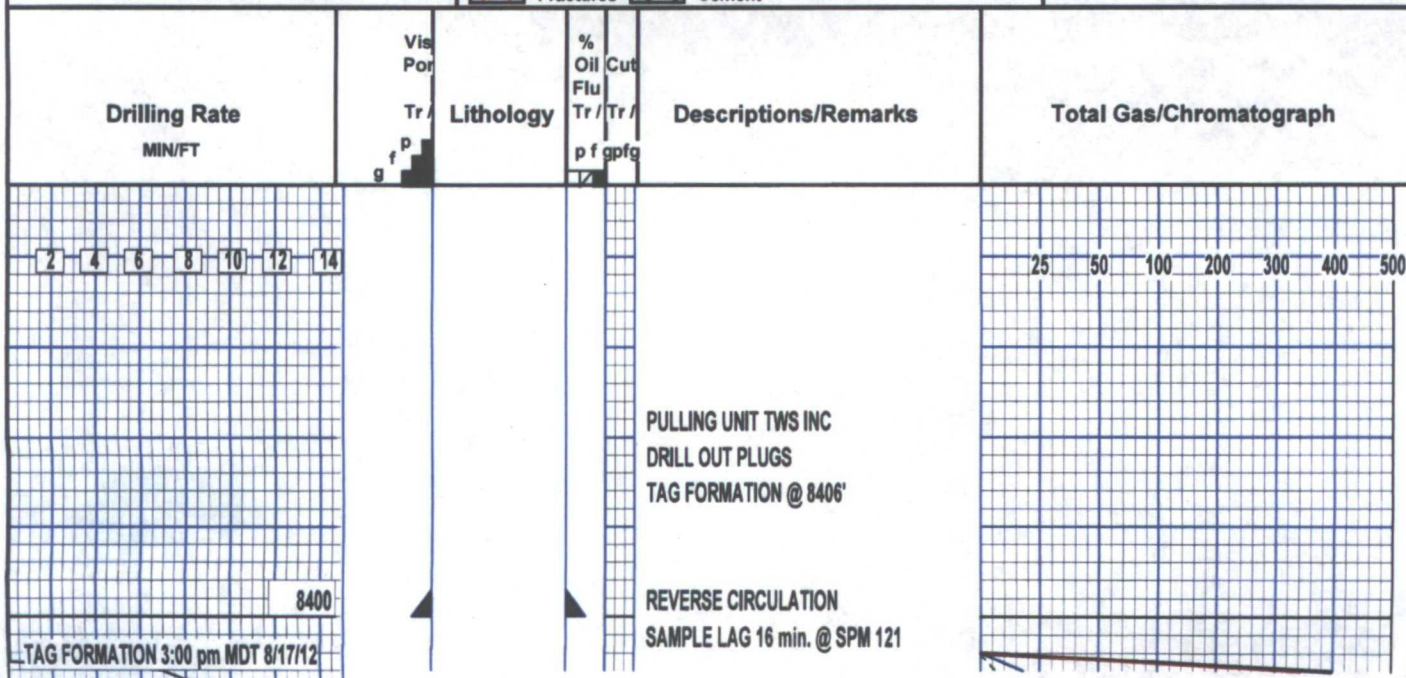 Fractures Cement
Drilling Rate
MIN/FT
Vis
Por
Tr /
p
f
g
Lithology
%
Oil
Flu
Tr /
p f g
Cut
Tr /
pfg
Descriptions/Remarks
Total Gas/Chromatograph
2 4 6 8 10 12 14
25 50 100 200 300 400 500
PULLING UNIT TWS INC
DRILL OUT PLUGS
TAG FORMATION @ 8406'
8400
REVERSE CIRCULATION
SAMPLE LAG 16 min. @ SPM 121
TAG FORMATION 3:00 pm MDT 8/17/12